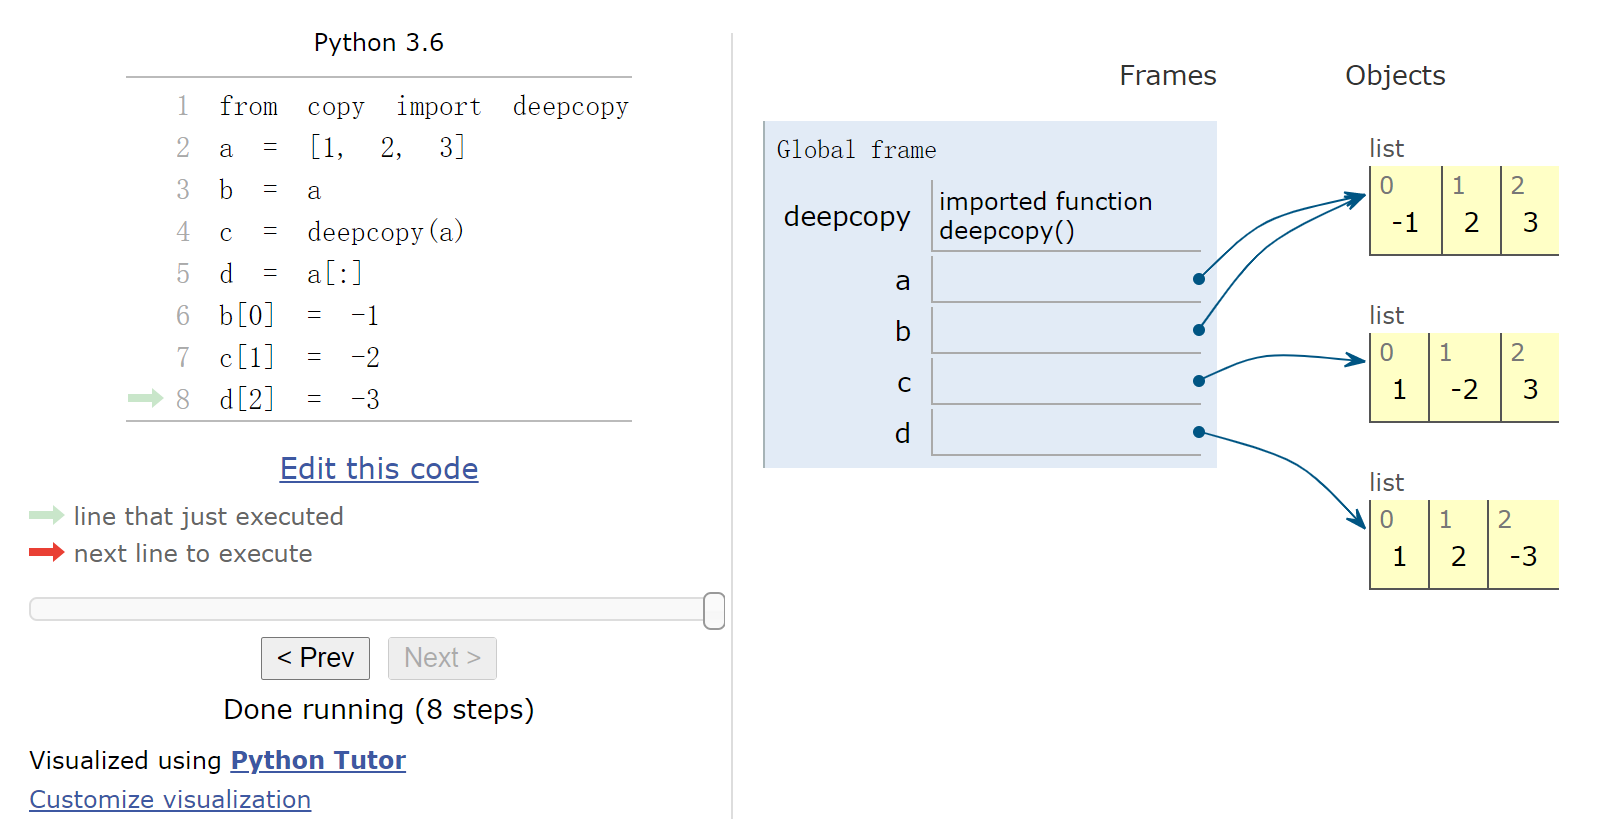 Python 3.6
1 from copy import deepcopy
2 a = [1, 2, 3]
3 b = a
4 c = deepcopy(a)
5 d = a[:]
6 b[0] = -1
7 c[1] = -2
8 d[2] = -3
Edit this code
line that just executed
next line to execute
< Prev Next >
Done running (8 steps)
Visualized using Python Tutor
Customize visualization
Frames Objects
Global frame
deepcopy imported function
deepcopy()
a
b
c
d
list
0 1 2
-1 2 3
list
0 1 2
1 -2 3
list
0 1 2
1 2 -3